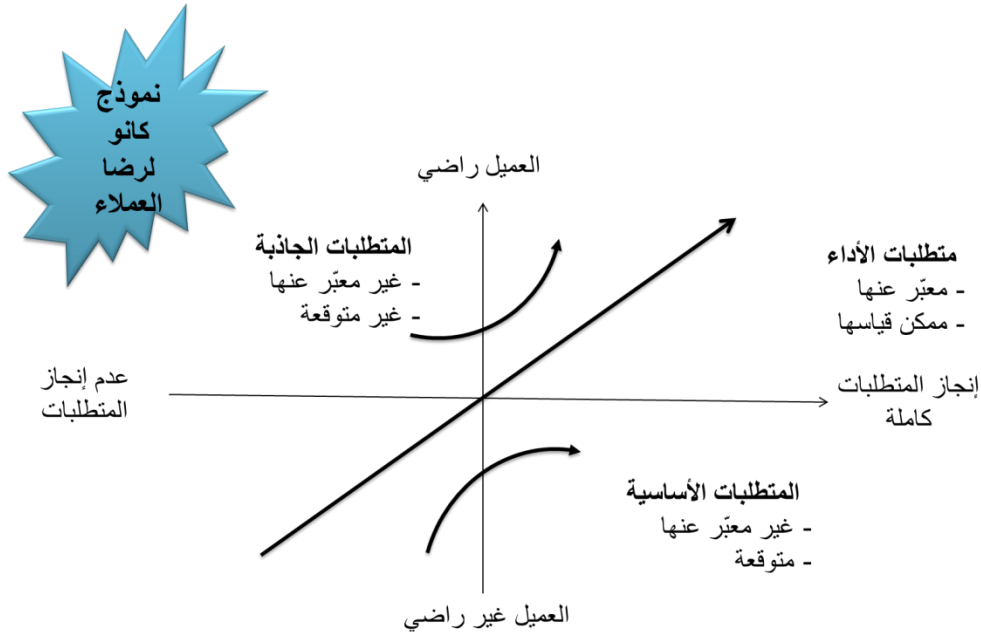 نموذج
كانو
لرضا
العملاء
العميل راضي
المتطلبات الجاذبة
- غير معبّر عنها
- غير متوقعة
متطلبات الأداء
- معبّر عنها
- ممكن قياسها
إنجاز المتطلبات
كاملة
عدم إنجاز
المتطلبات
المتطلبات الأساسية
- غير معبّر عنها
- متوقعة
العميل غير راضي